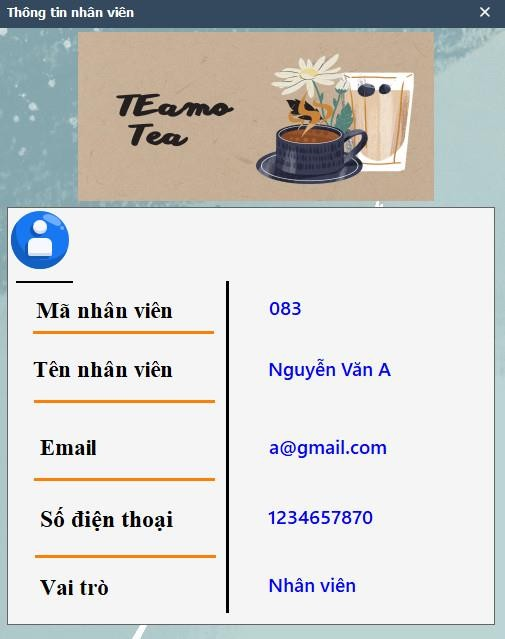 Thông tin nhân viên
TEamo
Tea
Mã nhân viên
083
Tên nhân viên
Nguyễn Văn A
Email
a@gmail.com
Số điện thoại
1234657870
Vai trò
Nhân viên